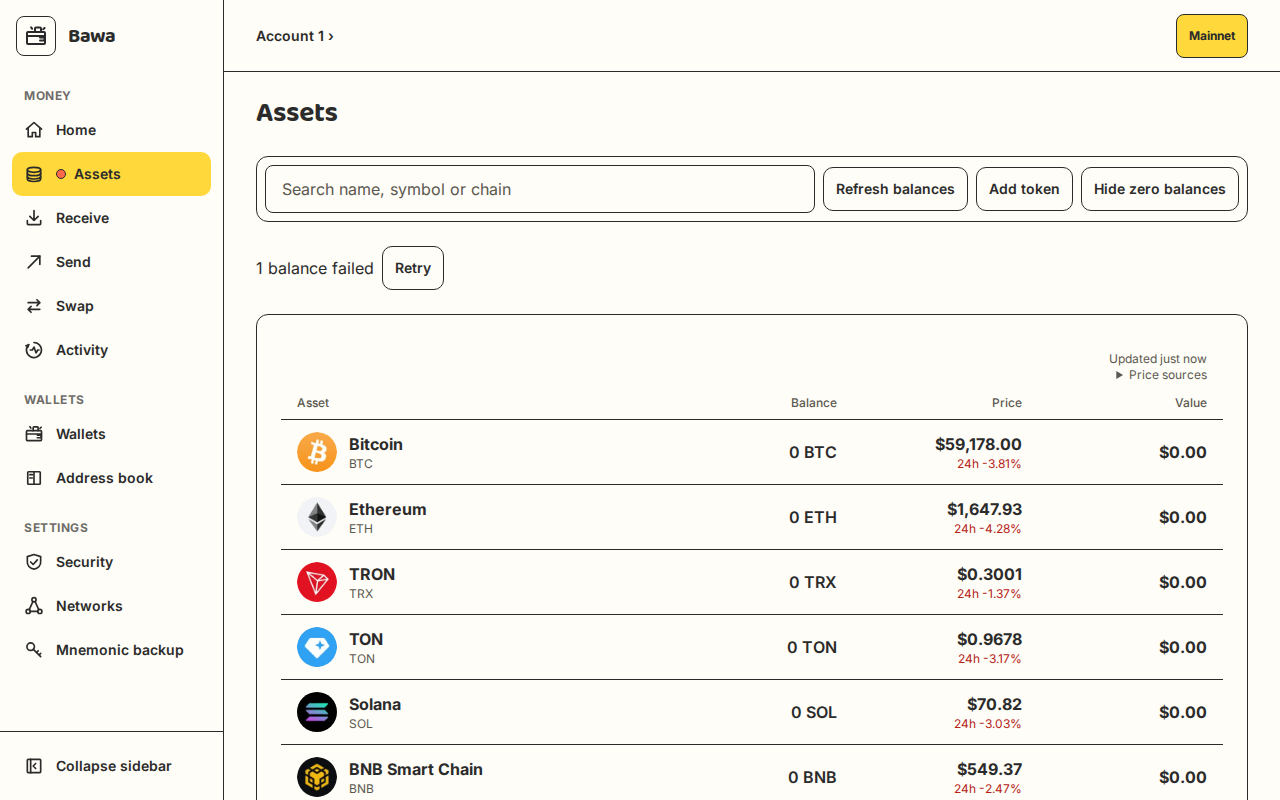 Bawa
Account 1 ›
Mainnet
MONEY
Home
Assets
Receive
Send
Swap
Activity
WALLETS
Wallets
Address book
SETTINGS
Security
Networks
Mnemonic backup
Collapse sidebar
Assets
Search name, symbol or chain
Refresh balances
Add token
Hide zero balances
1 balance failed
Retry
Updated just now
▶ Price sources
Asset Balance Price Value
Bitcoin
BTC
0 BTC
$59,178.00
24h -3.81%
$0.00
Ethereum
ETH
0 ETH
$1,647.93
24h -4.28%
$0.00
TRON
TRX
0 TRX
$0.3001
24h -1.37%
$0.00
TON
TON
0 TON
$0.9678
24h -3.17%
$0.00
Solana
SOL
0 SOL
$70.82
24h -3.03%
$0.00
BNB Smart Chain
BNB
0 BNB
$549.37
24h -2.47%
$0.00